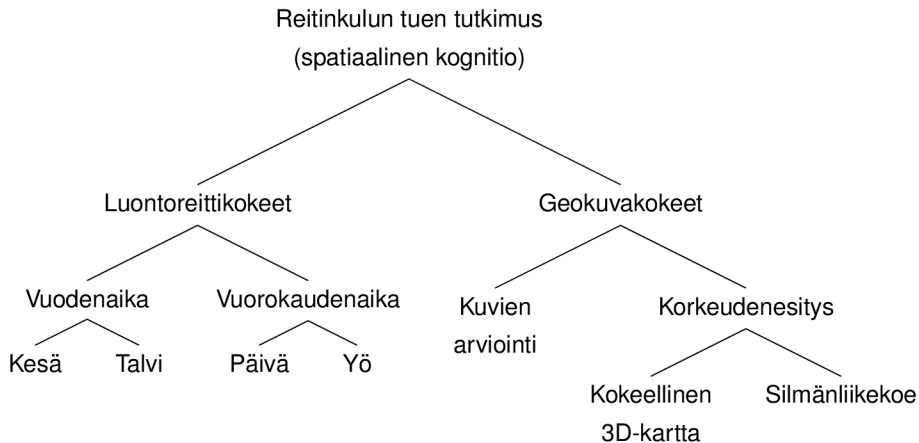 Reitinkulun tuen tutkimus
(spatiaalinen kognitio)
Luontoreittikokeet
Geokuvakokeet
Vuodenaika
Vuorokaudenaika
Kuvien
arviointi
Korkeudenesitys
Kesä
Talvi
Päivä
Yö
Kokeellinen
3D-kartta
Silmänliikekoe